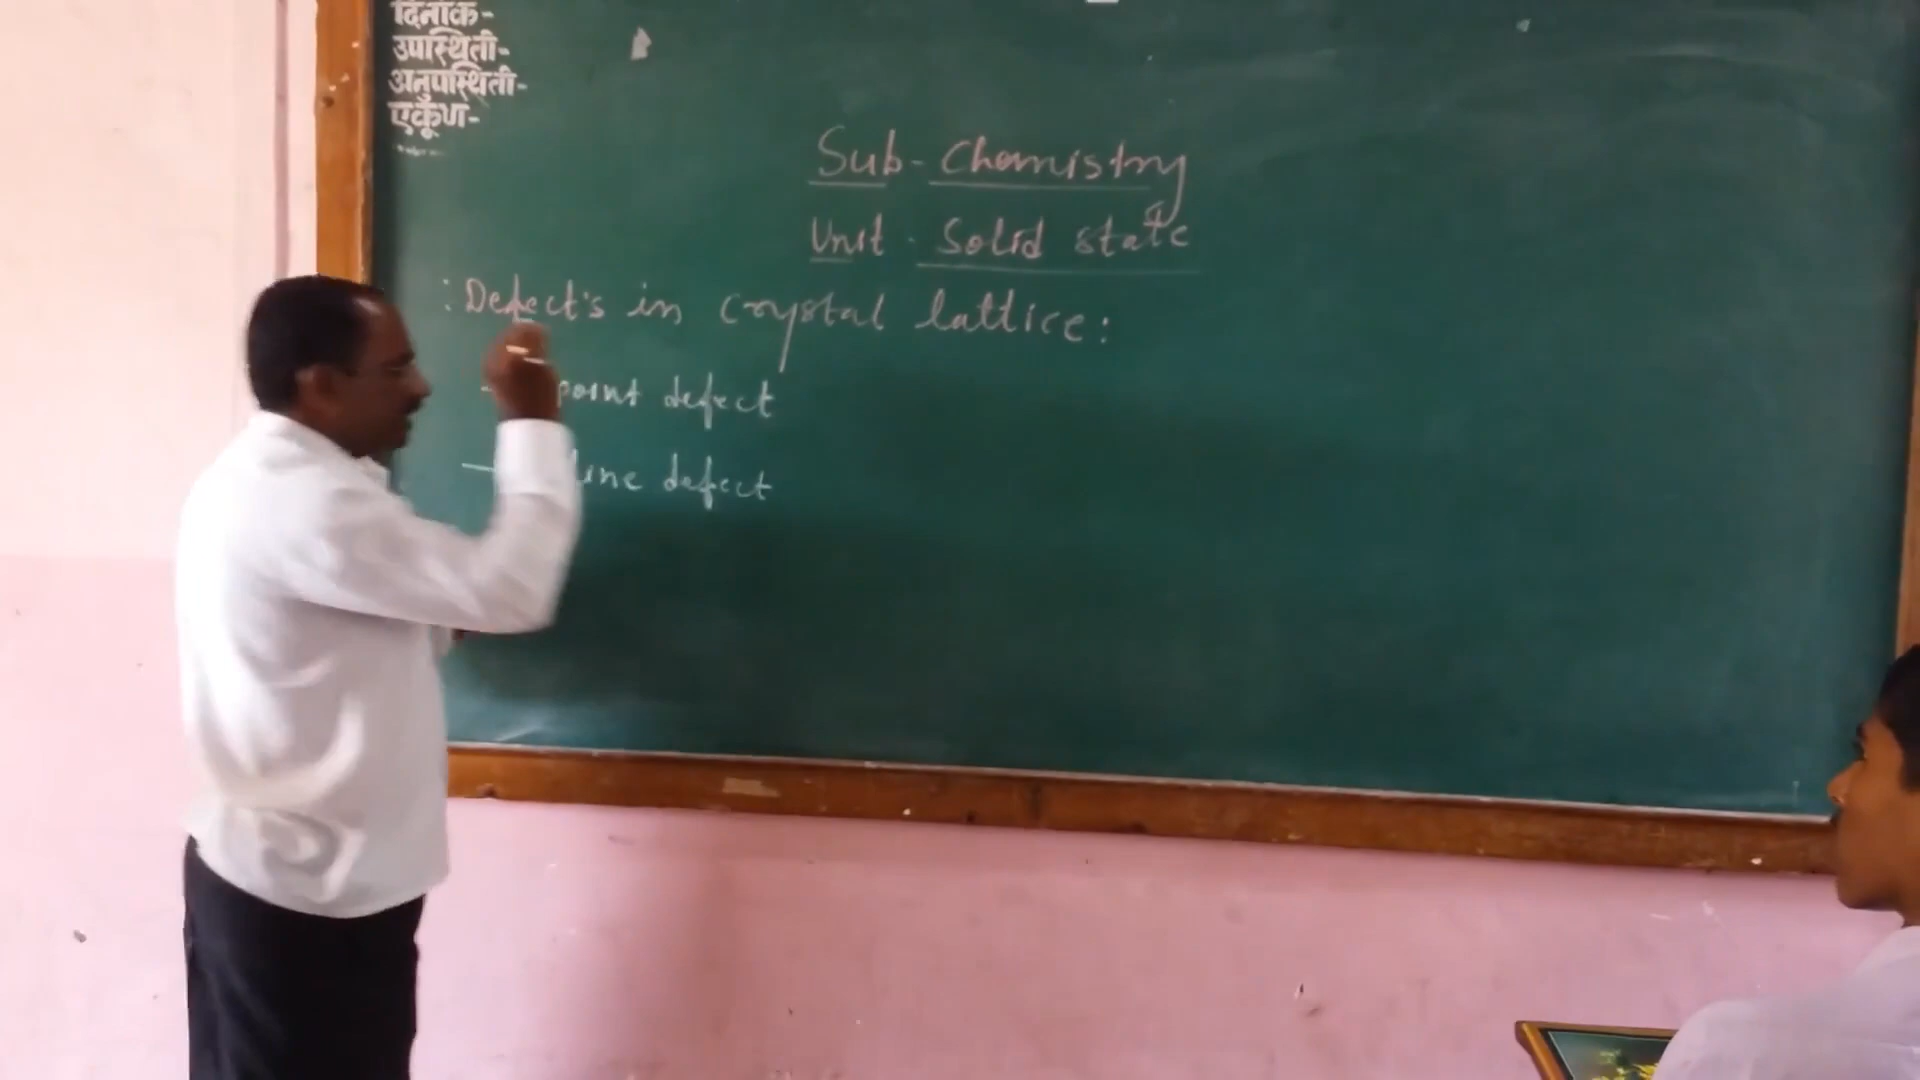 दिनांक-
उपस्थिती-
अनुपस्थिती-
एकूण-
Sub- Chemistry
Unit - Solid state
: Defect's in crystal lattice:
point defect
line defect